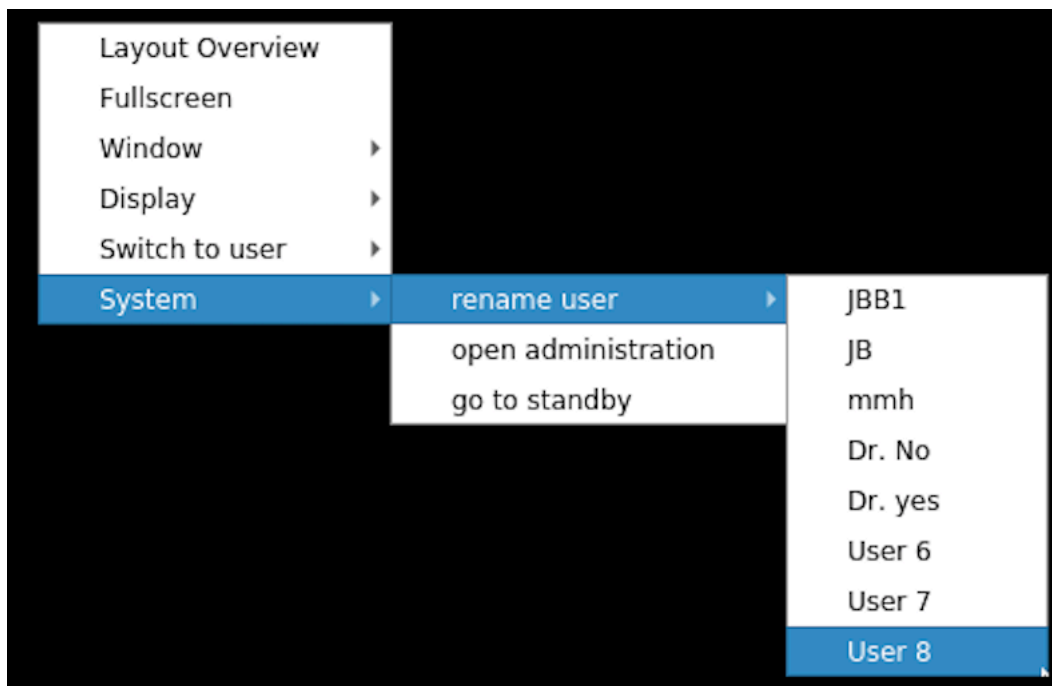 Layout Overview
Fullscreen
Window
Display
Switch to user
System
rename user
open administration
go to standby
JBB1
JB
mmh
Dr. No
Dr. yes
User 6
User 7
User 8